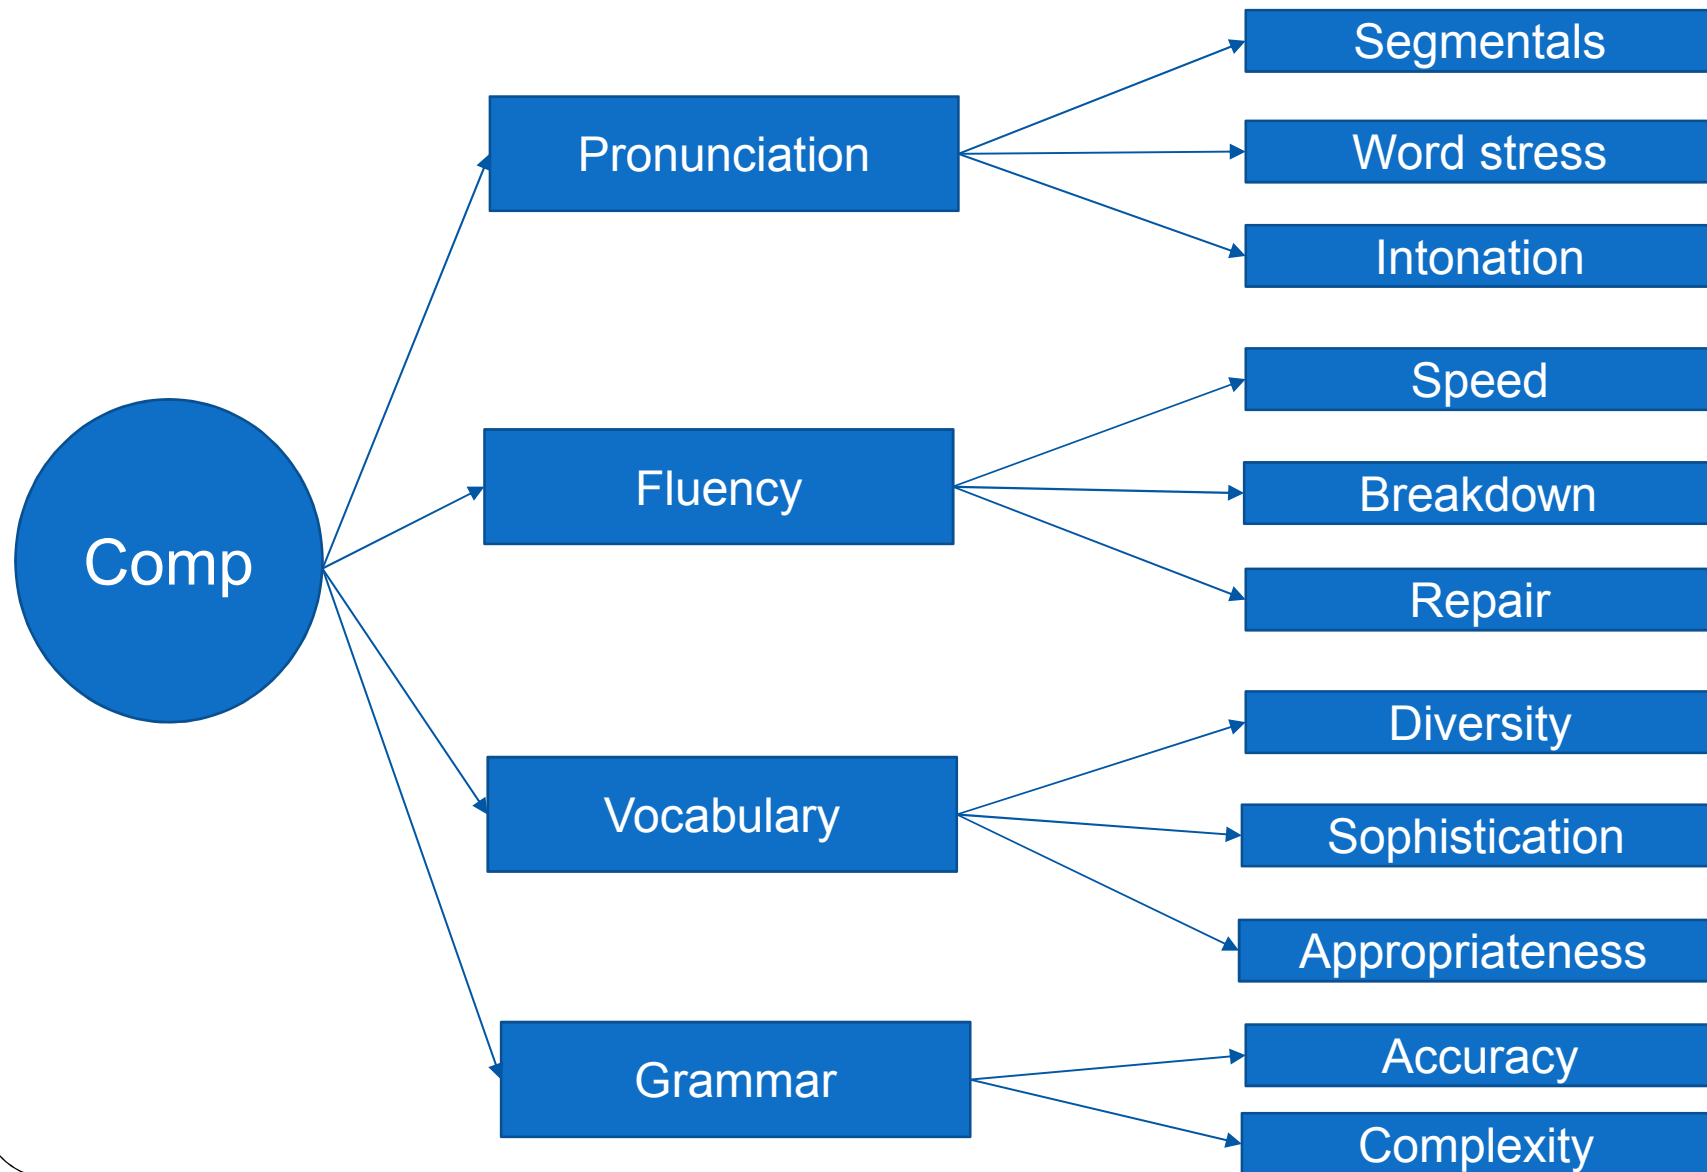 Comp
Pronunciation
Segmentals
Word stress
Intonation
Fluency
Speed
Breakdown
Repair
Vocabulary
Diversity
Sophistication
Appropriateness
Grammar
Accuracy
Complexity